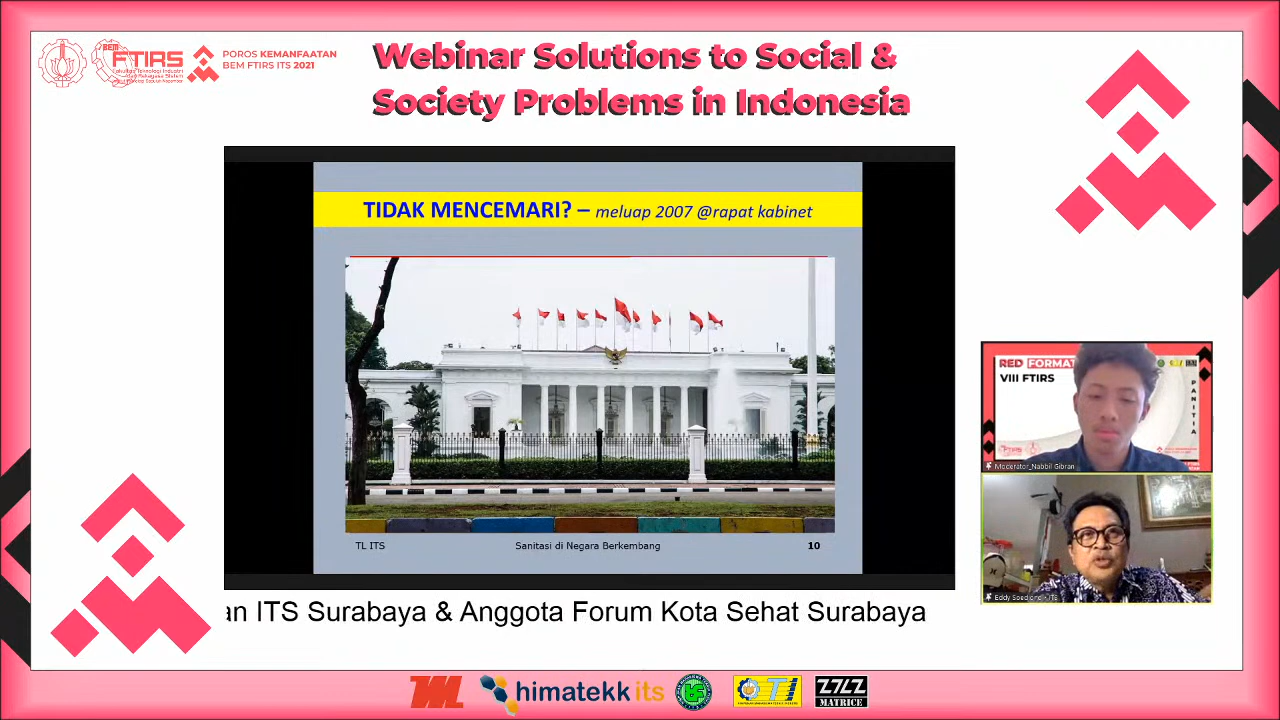 BEM
FTIRS
POROS KEMANFAATAN
BEM FTIRS ITS 2021
Webinar Solutions to Social &
Society Problems in Indonesia
TIDAK MENCEMARI? – meluap 2007 @rapat kabinet
TL ITS
Sanitasi di Negara Berkembang
10
RED FORMAT
VIII FTIRS
PANITIA
Moderator_Nabbil Gibran
an ITS Surabaya & Anggota Forum Kota Sehat Surabaya
himatekk its
MATRICE